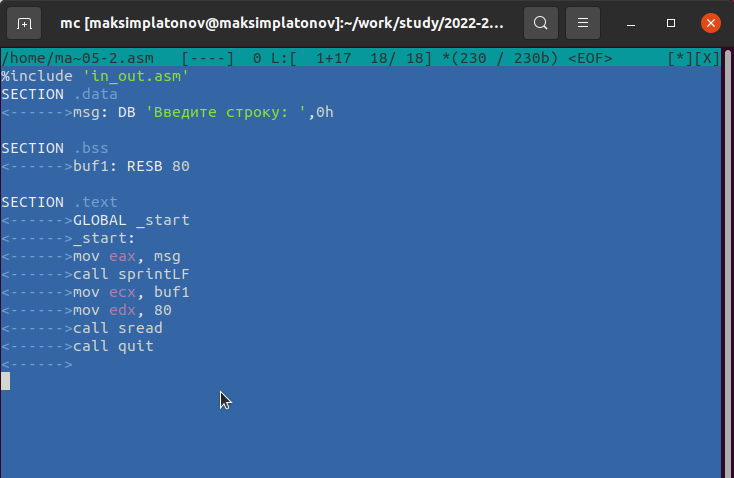 mc [maksimplatonov@maksimplatonov]:~/work/study/2022-2...
/home/ma~05-2.asm   [----]  0 L:[  1+17  18/ 18] *(230 / 230b) <EOF>      [*][X]
%include 'in_out.asm'
SECTION .data
<------>msg: DB 'Введите строку: ',0h

SECTION .bss
<------>buf1: RESB 80

SECTION .text
<------>GLOBAL _start
<------>_start:
<------>mov eax, msg
<------>call sprintLF
<------>mov ecx, buf1
<------>mov edx, 80
<------>call sread
<------>call quit
<------>